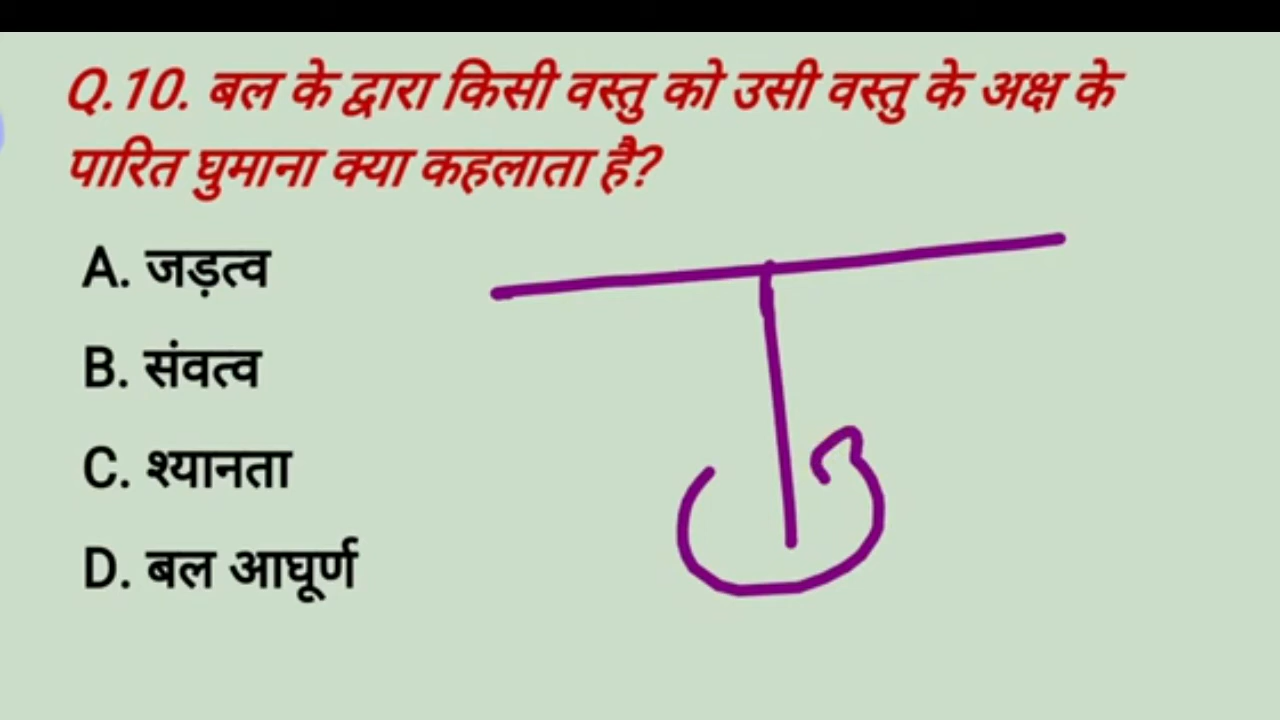 Q.10. बल के द्वारा किसी वस्तु को उसी वस्तु के अक्ष के
पारित घुमाना क्या कहलाता है?
A. जड़त्व
B. संवत्व
C. श्यानता
D. बल आघूर्ण